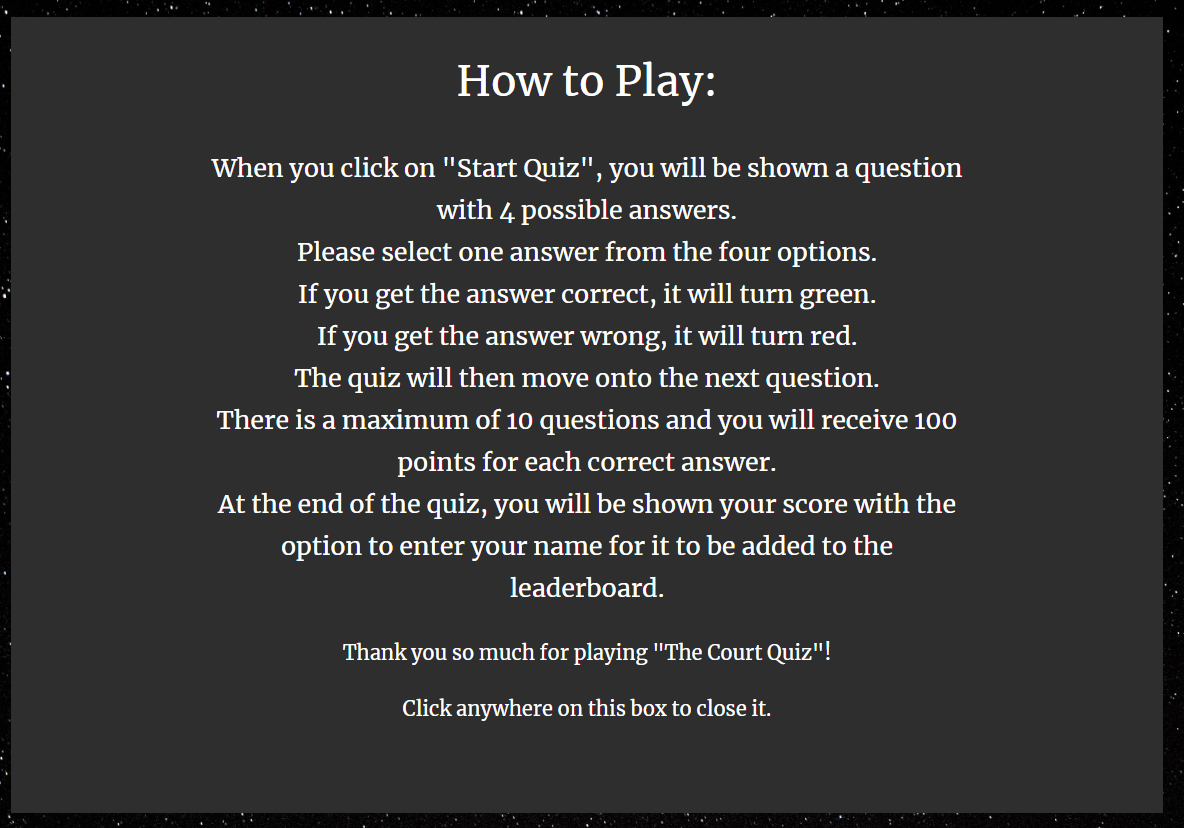 How to Play:
When you click on "Start Quiz", you will be shown a question
with 4 possible answers.
Please select one answer from the four options.
If you get the answer correct, it will turn green.
If you get the answer wrong, it will turn red.
The quiz will then move onto the next question.
There is a maximum of 10 questions and you will receive 100
points for each correct answer.
At the end of the quiz, you will be shown your score with the
option to enter your name for it to be added to the
leaderboard.
Thank you so much for playing "The Court Quiz"!
Click anywhere on this box to close it.